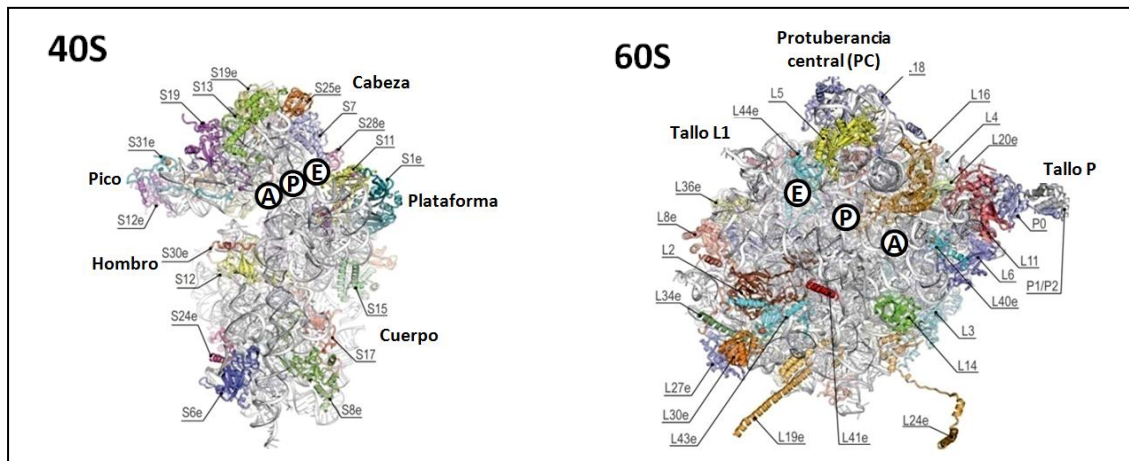 40S
S19e
S13
S25e
Cabeza
S19
S7
S28e
S31e
S11
S1e
Pico
A
P
E
Plataforma
S12e
S30e
Hombro
S12
S15
S24e
Cuerpo
S17
S6e
S8e
60S
Protuberancia
central (PC)
L18
L5
L16
L44e
L4
Tallo L1
L20e
Tallo P
E
L36e
P
P0
L8e
A
L11
L2
L6
P1/P2
L40e
L34e
L3
L14
L27e
L30e
L24e
L43e
L19e
L41e